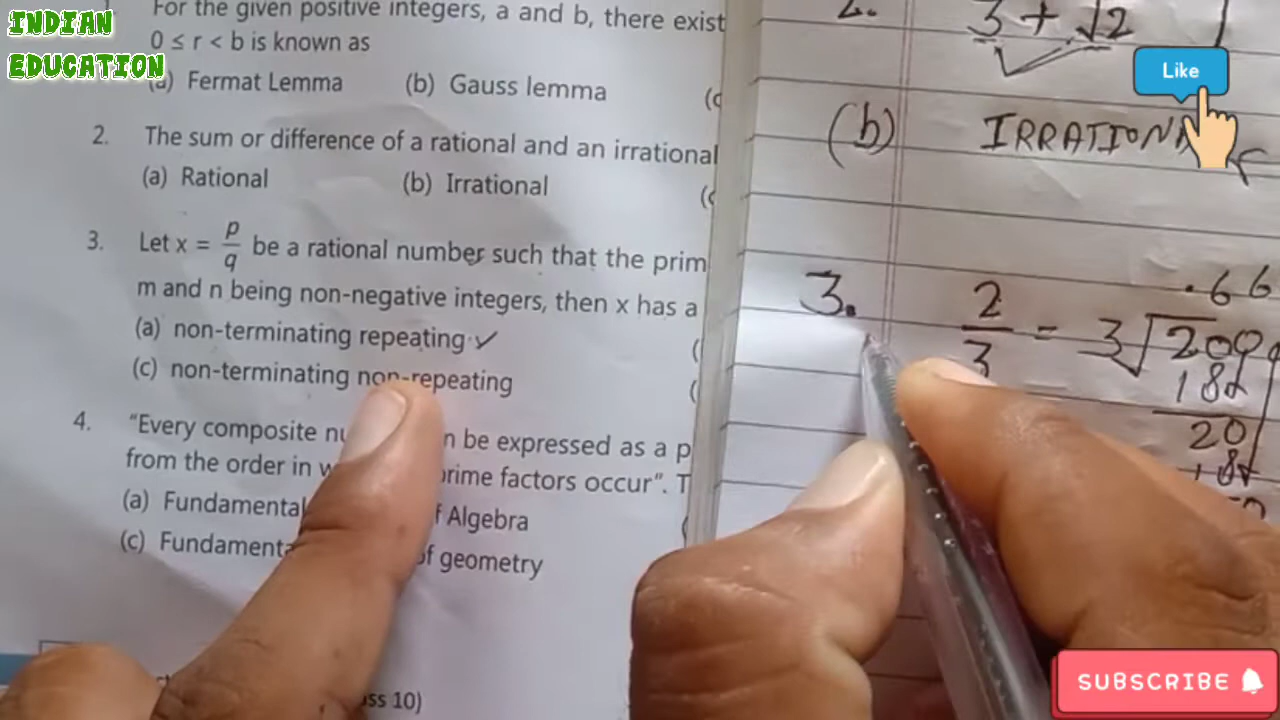 INDIAN
EDUCATION
For the given positive integers, a and b, there exist
0 ≤ r < b is known as
(a) Fermat Lemma (b) Gauss lemma (c
2. The sum or difference of a rational and an irrational
(a) Rational (b) Irrational (c
3. Let x = p/q be a rational number such that the prim
m and n being non-negative integers, then x has a
(a) non-terminating repeating ✓ (
(c) non-terminating non-repeating (
4. "Every composite nu n be expressed as a p
from the order in w prime factors occur". T
(a) Fundamental f Algebra
(c) Fundamenta of geometry
ss 10)
2. 3 + √2
Like
(b) IRRATIONA
3. 2/3 = 3√200
.66
18
20
18
SUBSCRIBE